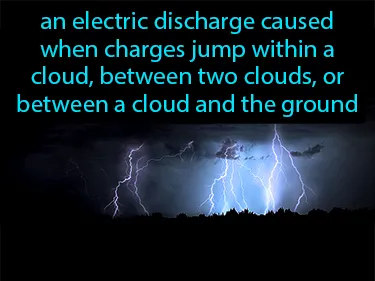 an electric discharge caused
when charges jump within a
cloud, between two clouds, or
between a cloud and the ground